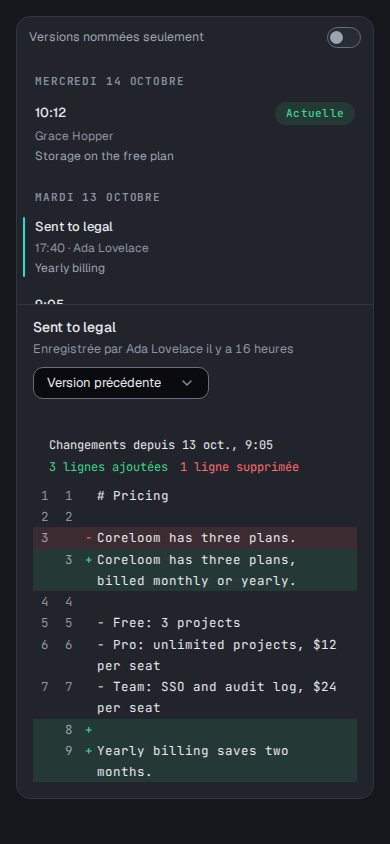 Versions nommées seulement
MERCREDI 14 OCTOBRE
10:12
Actuelle
Grace Hopper
Storage on the free plan
MARDI 13 OCTOBRE
Sent to legal
17:40 · Ada Lovelace
Yearly billing
9:05
Sent to legal
Enregistrée par Ada Lovelace il y a 16 heures
Version précédente
Changements depuis 13 oct., 9:05
3 lignes ajoutées 1 ligne supprimée
1 1 # Pricing
2 2
3 - Coreloom has three plans.
3 + Coreloom has three plans,
billed monthly or yearly.
4 4
5 5 - Free: 3 projects
6 6 - Pro: unlimited projects, $12
per seat
7 7 - Team: SSO and audit log, $24
per seat
8 +
9 + Yearly billing saves two
months.